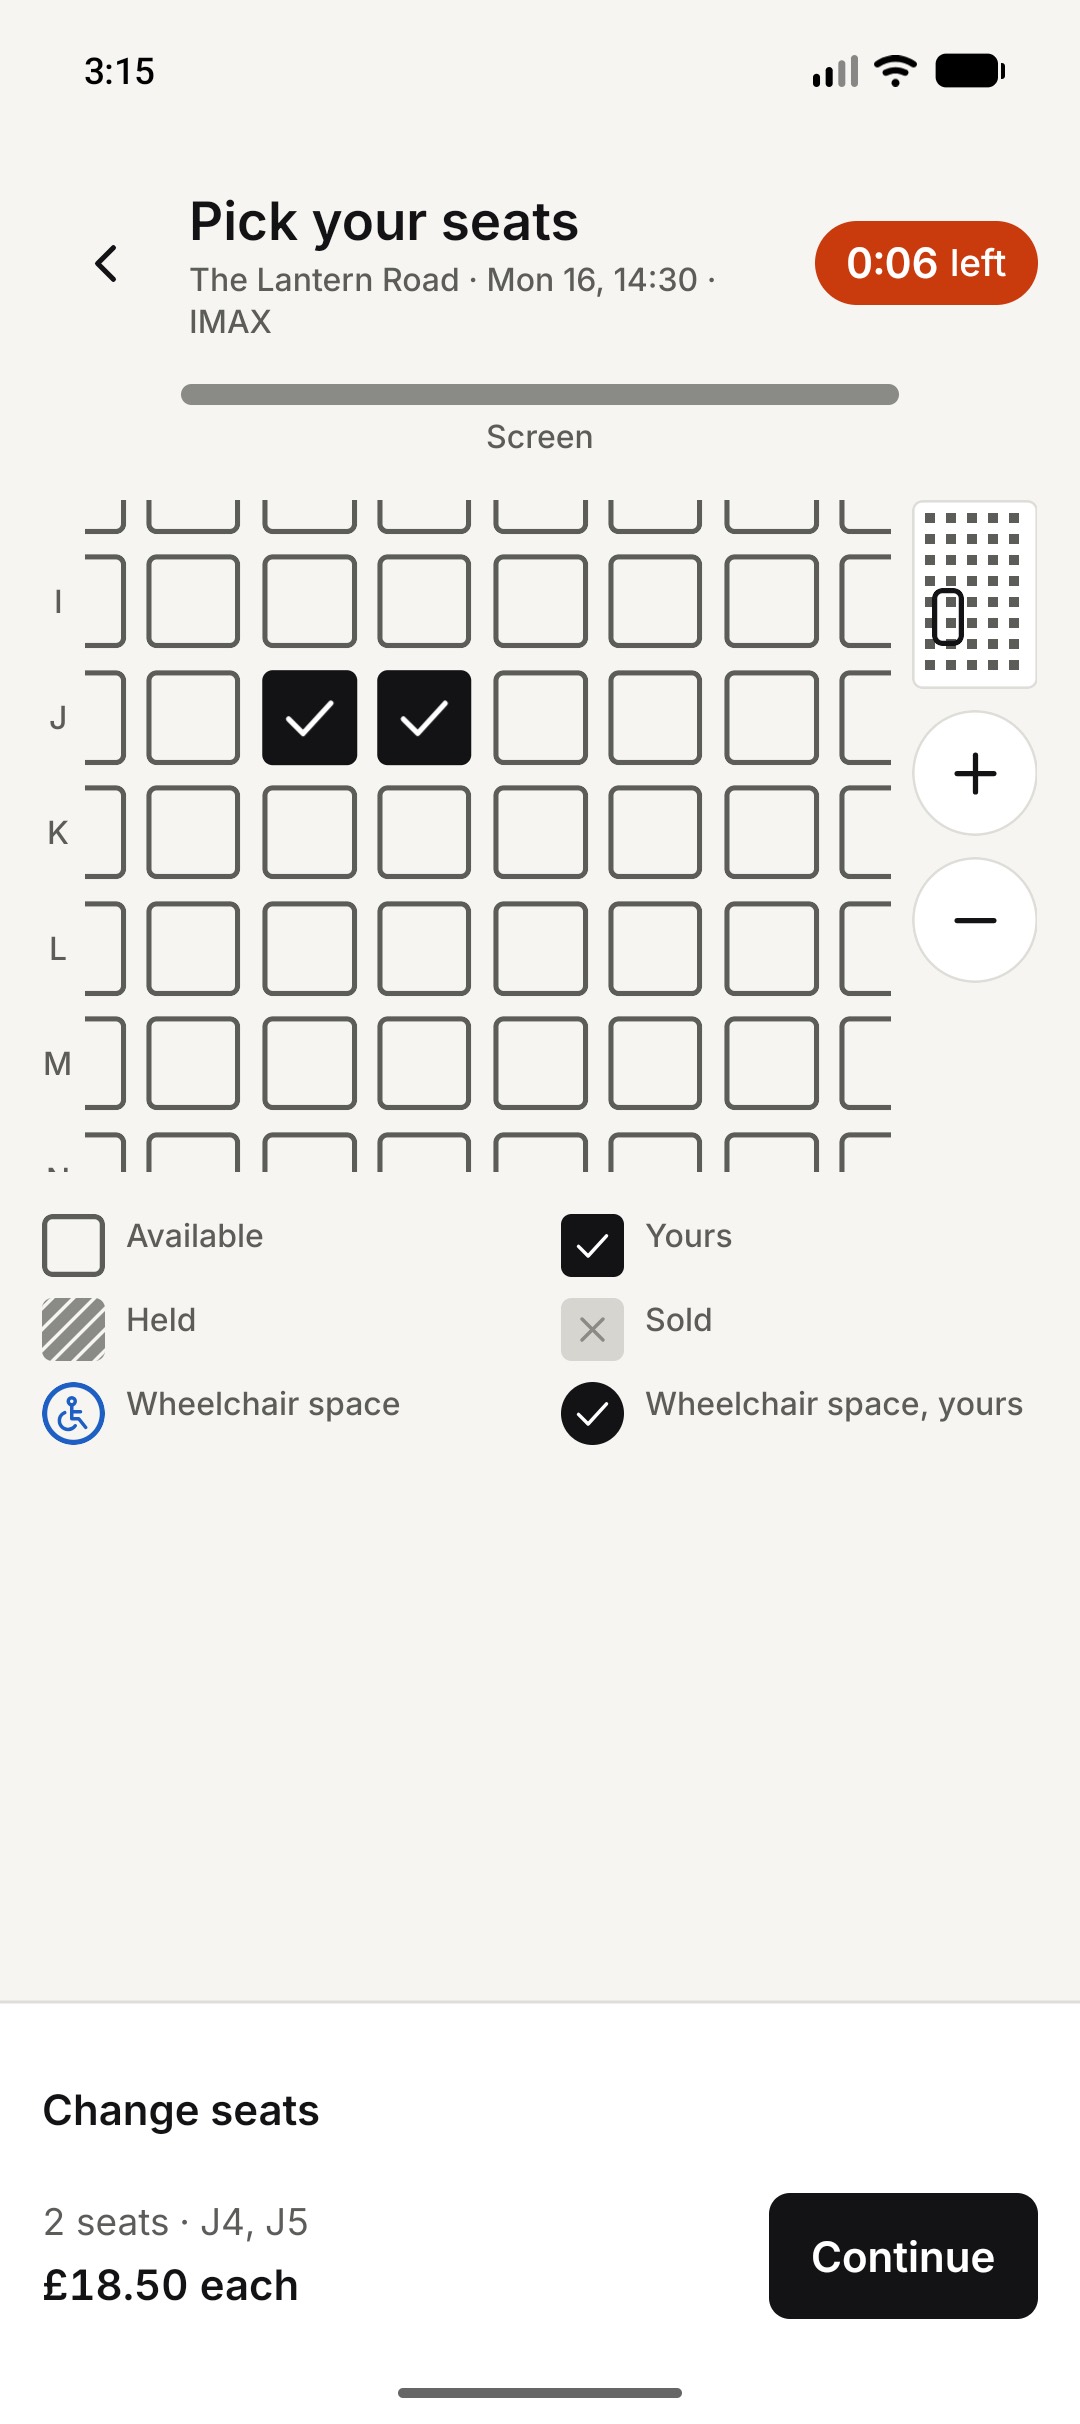 3:15
Pick your seats
The Lantern Road · Mon 16, 14:30 ·
IMAX
0:06 left
Screen
I
J
K
L
M
Available
Yours
Held
Sold
Wheelchair space
Wheelchair space, yours
Change seats
2 seats · J4, J5
£18.50 each
Continue